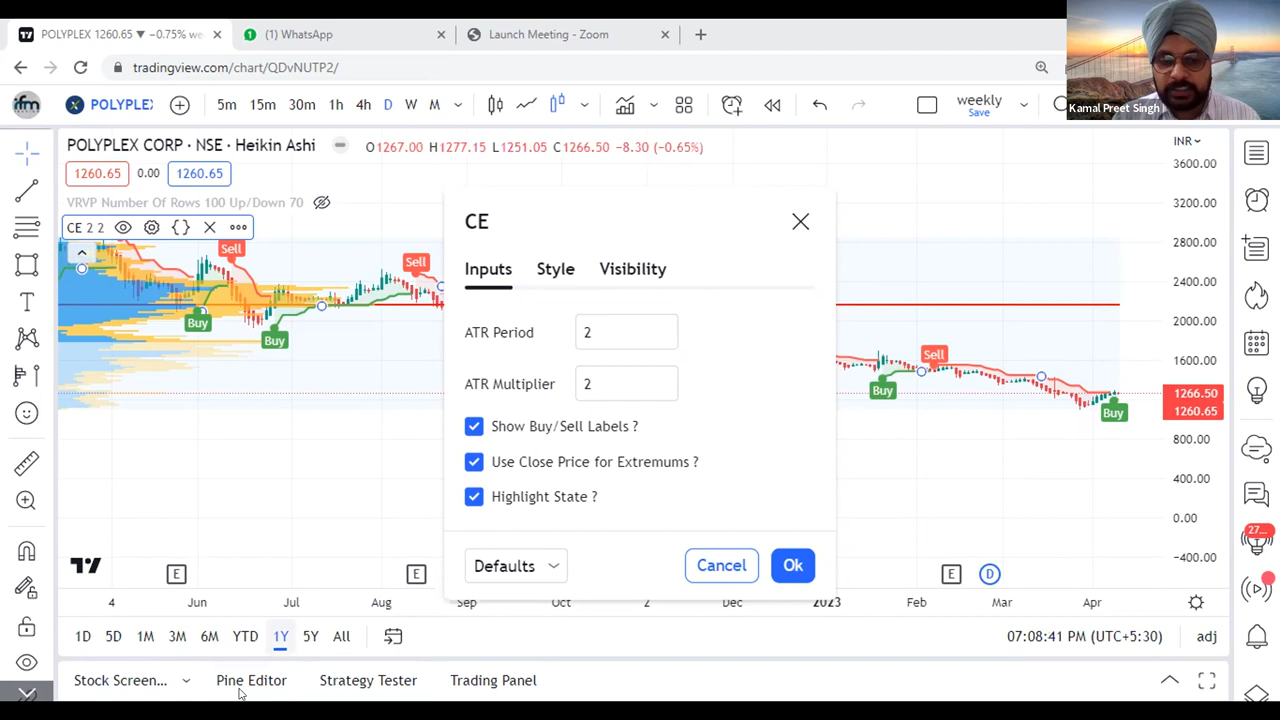 POLYPLEX 1260.65 ▼ −0.75% we
(1) WhatsApp
Launch Meeting - Zoom
tradingview.com/chart/QDvNUTP2/
ifm
POLYPLEX
5m 15m 30m 1h 4h D W M
weekly
Save
Kamal Preet Singh
POLYPLEX CORP · NSE · Heikin Ashi
O1267.00 H1277.15 L1251.05 C1266.50 −8.30 (−0.65%)
INR
1260.65 0.00 1260.65
VRVP Number Of Rows 100 Up/Down 70
CE 2 2
Sell
Sell
Buy
Buy
Sell
Buy
Buy
CE
Inputs Style Visibility
ATR Period 2
ATR Multiplier 2
Show Buy/Sell Labels ?
Use Close Price for Extremums ?
Highlight State ?
Defaults
Cancel Ok
3600.00
3200.00
2800.00
2400.00
2000.00
1600.00
1266.50
1260.65
800.00
400.00
0.00
−400.00
27...
E E E D
4 Jun Jul Aug Sep Oct 2 Dec 2023 Feb Mar Apr
1D 5D 1M 3M 6M YTD 1Y 5Y All
07:08:41 PM (UTC+5:30)
adj
Stock Screen... Pine Editor Strategy Tester Trading Panel